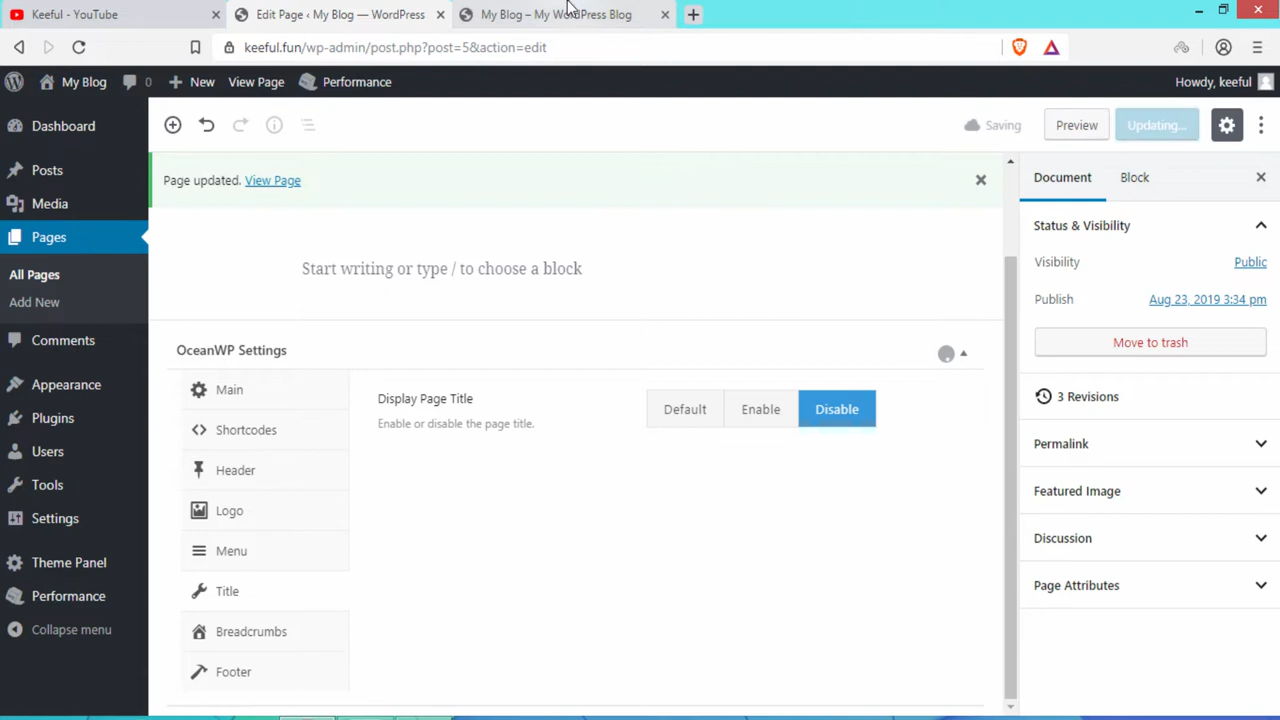 Keeful - YouTube
Edit Page ‹ My Blog — WordPress
My Blog – My WordPress Blog
keeful.fun/wp-admin/post.php?post=5&action=edit
My Blog
0
New
View Page
Performance
Howdy, keeful
Dashboard
Posts
Media
Pages
All Pages
Add New
Comments
Appearance
Plugins
Users
Tools
Settings
Theme Panel
Performance
Collapse menu
Saving
Preview
Updating...
Page updated. View Page
Start writing or type / to choose a block
OceanWP Settings
Main
Shortcodes
Header
Logo
Menu
Title
Breadcrumbs
Footer
Display Page Title
Enable or disable the page title.
Default
Enable
Disable
Document
Block
Status & Visibility
Visibility
Public
Publish
Aug 23, 2019 3:34 pm
Move to trash
3 Revisions
Permalink
Featured Image
Discussion
Page Attributes